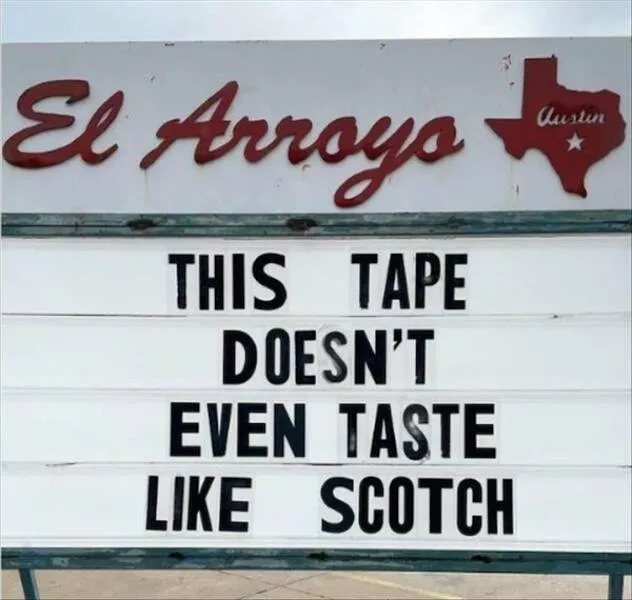 El Arroyo
Austin
THIS TAPE
DOESN'T
EVEN TASTE
LIKE SCOTCH